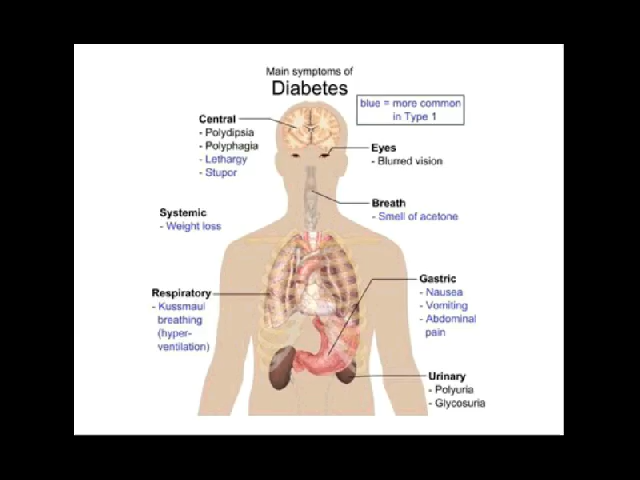 Main symptoms of
Diabetes
blue = more common
in Type 1
Central
- Polydipsia
- Polyphagia
- Lethargy
- Stupor
Eyes
- Blurred vision
Breath
- Smell of acetone
Systemic
- Weight loss
Respiratory
- Kussmaul
breathing
(hyper-
ventilation)
Gastric
- Nausea
- Vomiting
- Abdominal
pain
Urinary
- Polyuria
- Glycosuria